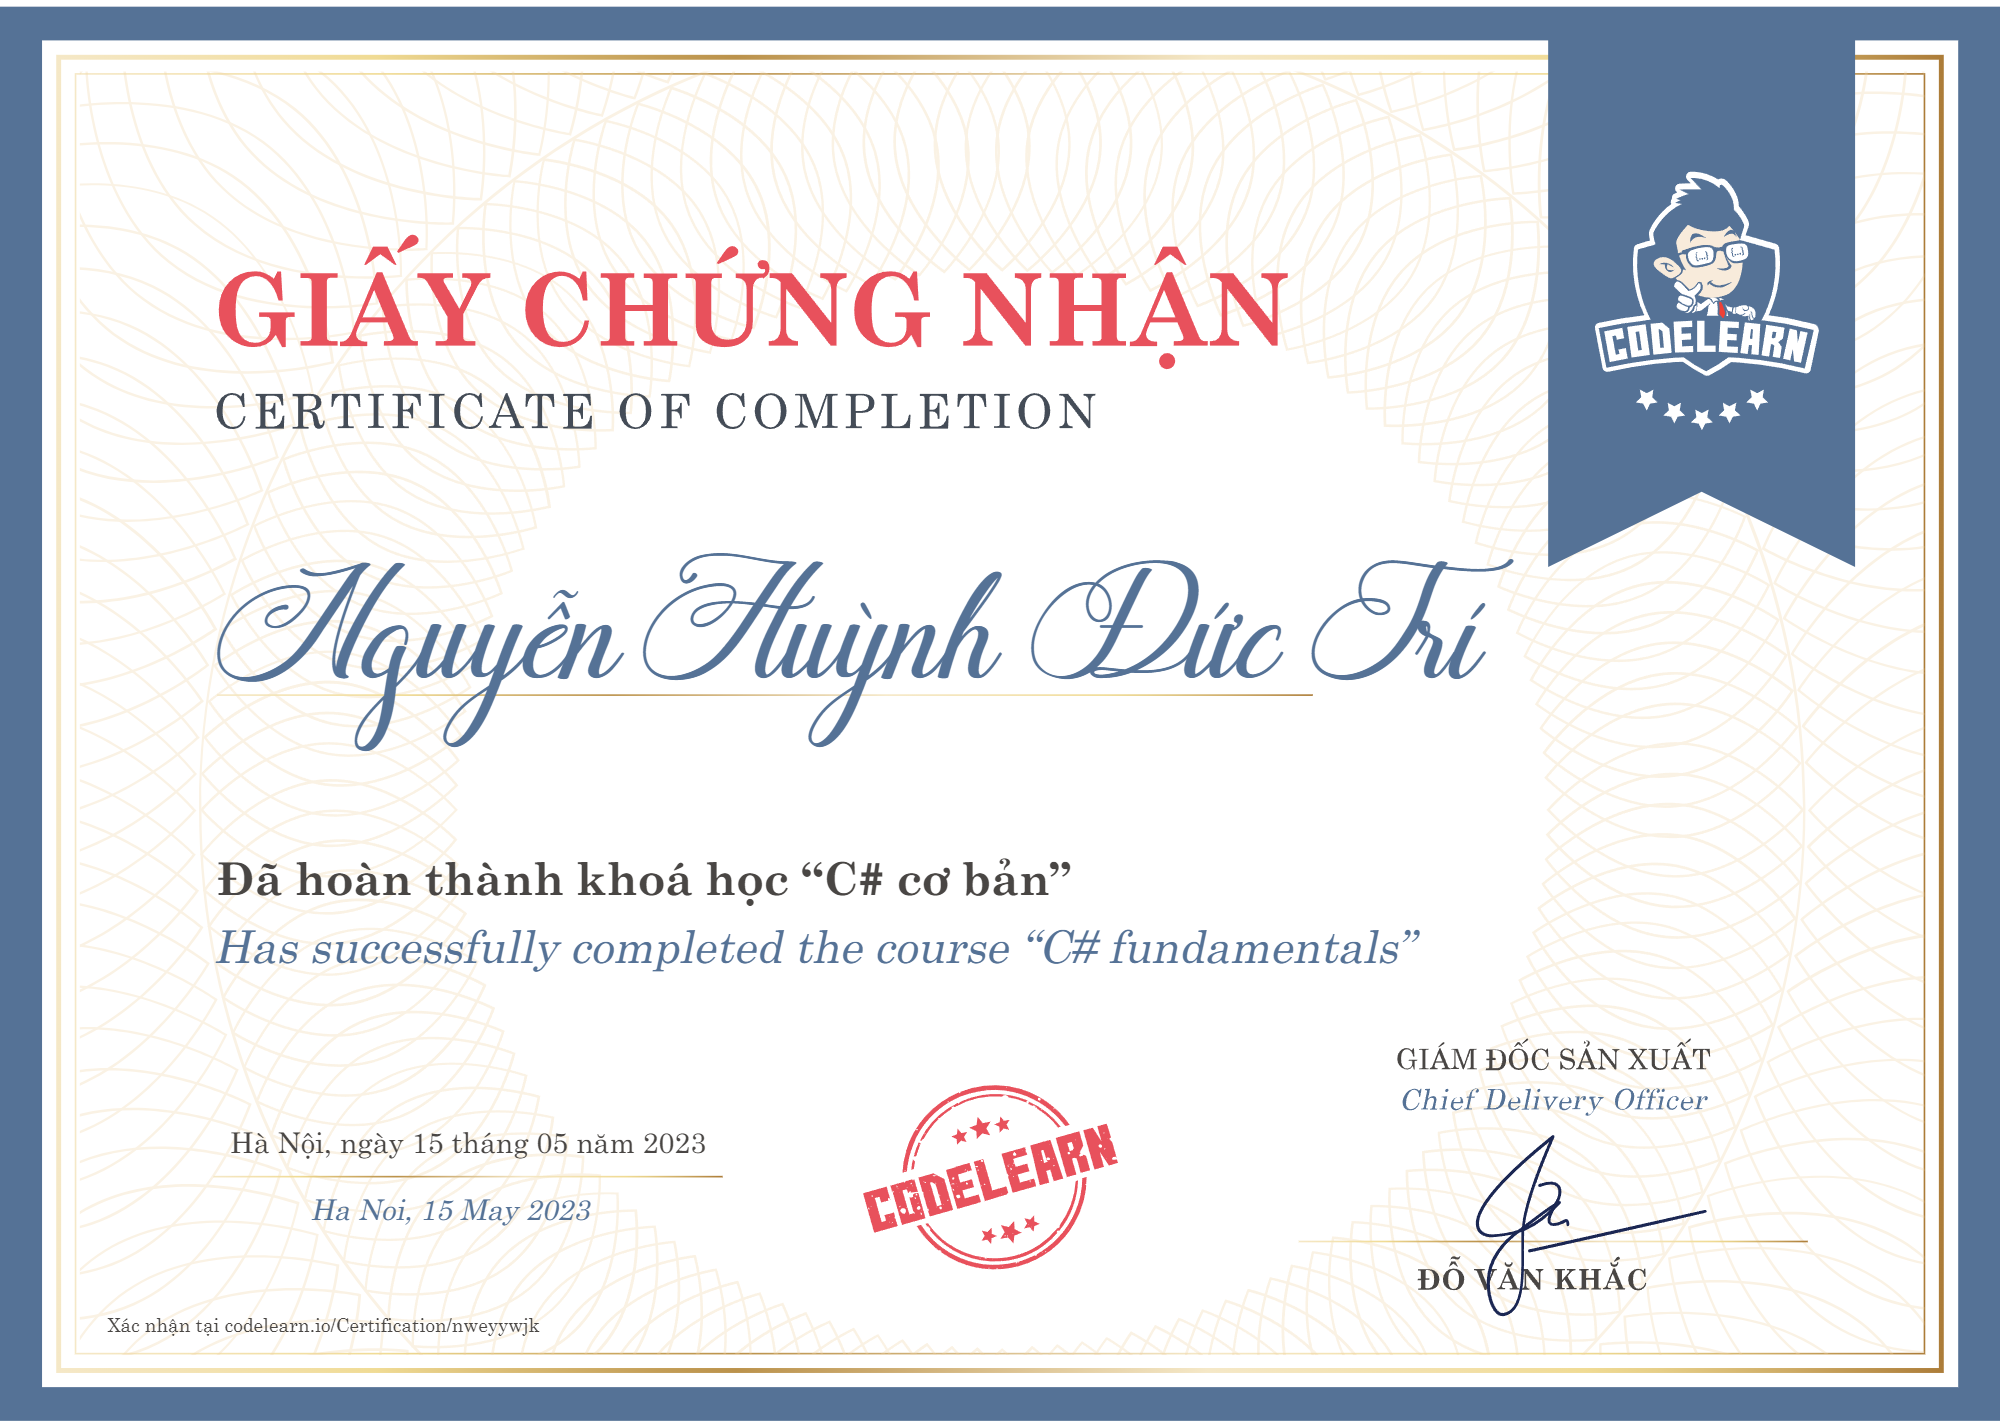 GIẤY CHỨNG NHẬN
CERTIFICATE OF COMPLETION
{...} {...}
CODELEARN
Nguyễn Huỳnh Đức Trí
Đã hoàn thành khoá học “C# cơ bản”
Has successfully completed the course “C# fundamentals”
Hà Nội, ngày 15 tháng 05 năm 2023
Ha Noi, 15 May 2023
CODELEARN
GIÁM ĐỐC SẢN XUẤT
Chief Delivery Officer
ĐỖ VĂN KHẮC
Xác nhận tại codelearn.io/Certification/nweyywjk